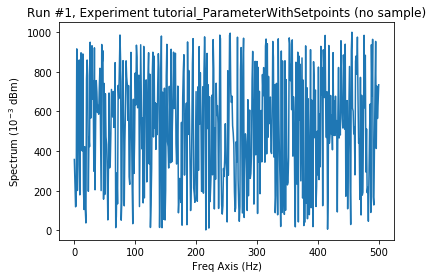 Run #1, Experiment tutorial_ParameterWithSetpoints (no sample)
1000
800
600
400
200
0
Spectrum (10⁻³ dBm)
0 100 200 300 400 500
Freq Axis (Hz)